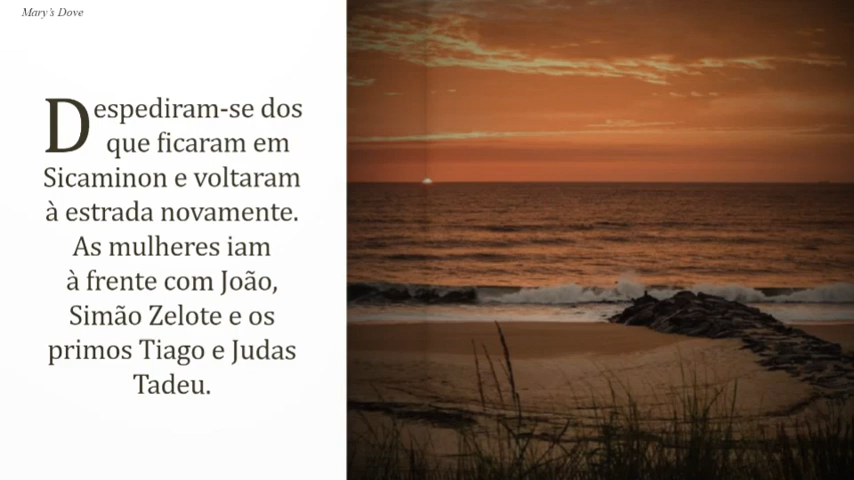 Mary's Dove
Despediram-se dos
que ficaram em
Sicaminon e voltaram
à estrada novamente.
As mulheres iam
à frente com João,
Simão Zelote e os
primos Tiago e Judas
Tadeu.